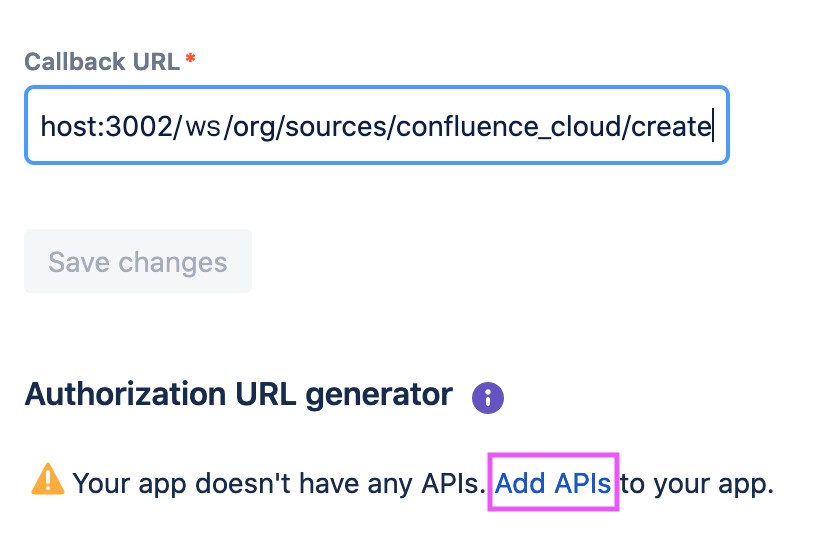 Callback URL *
host:3002/ws/org/sources/confluence_cloud/create
Save changes
Authorization URL generator
Your app doesn't have any APIs. Add APIs to your app.